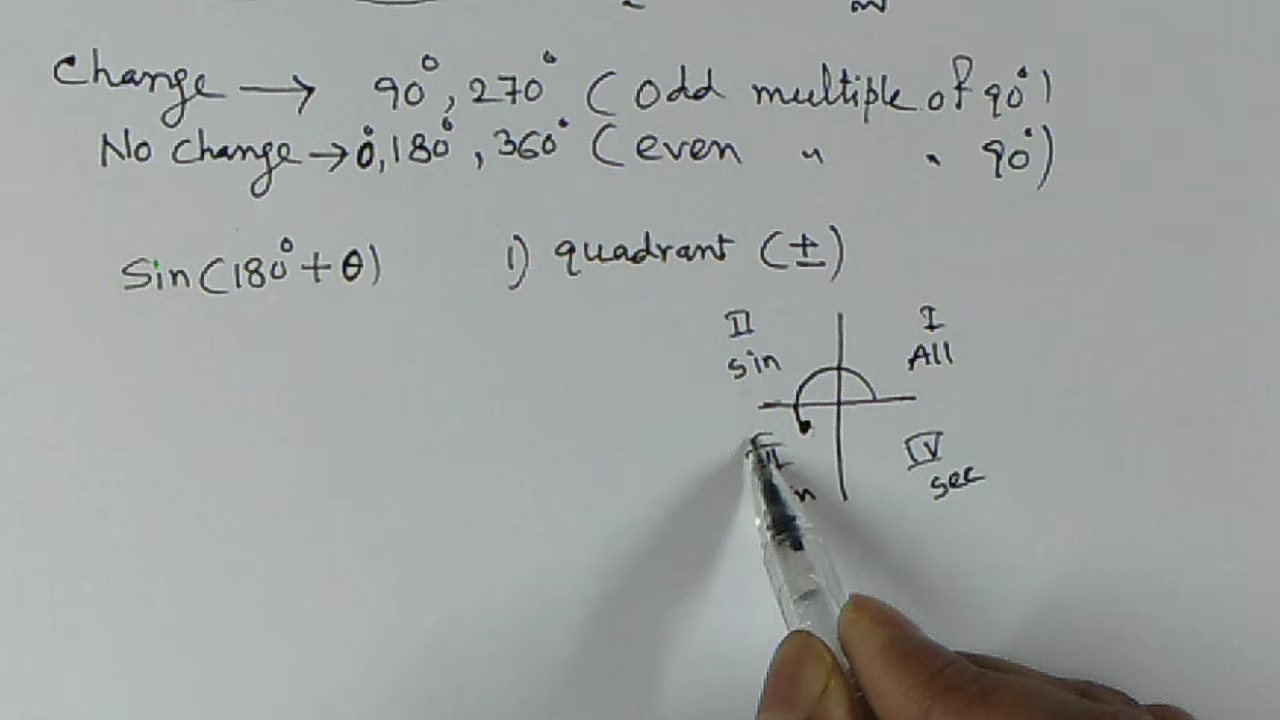 Change → 90°, 270° (Odd multiple of 90°)
No Change → 0°, 180°, 360° (even " " 90°)
Sin(180° + θ) 1) quadrant (±)
II I
sin All
III IV
sec